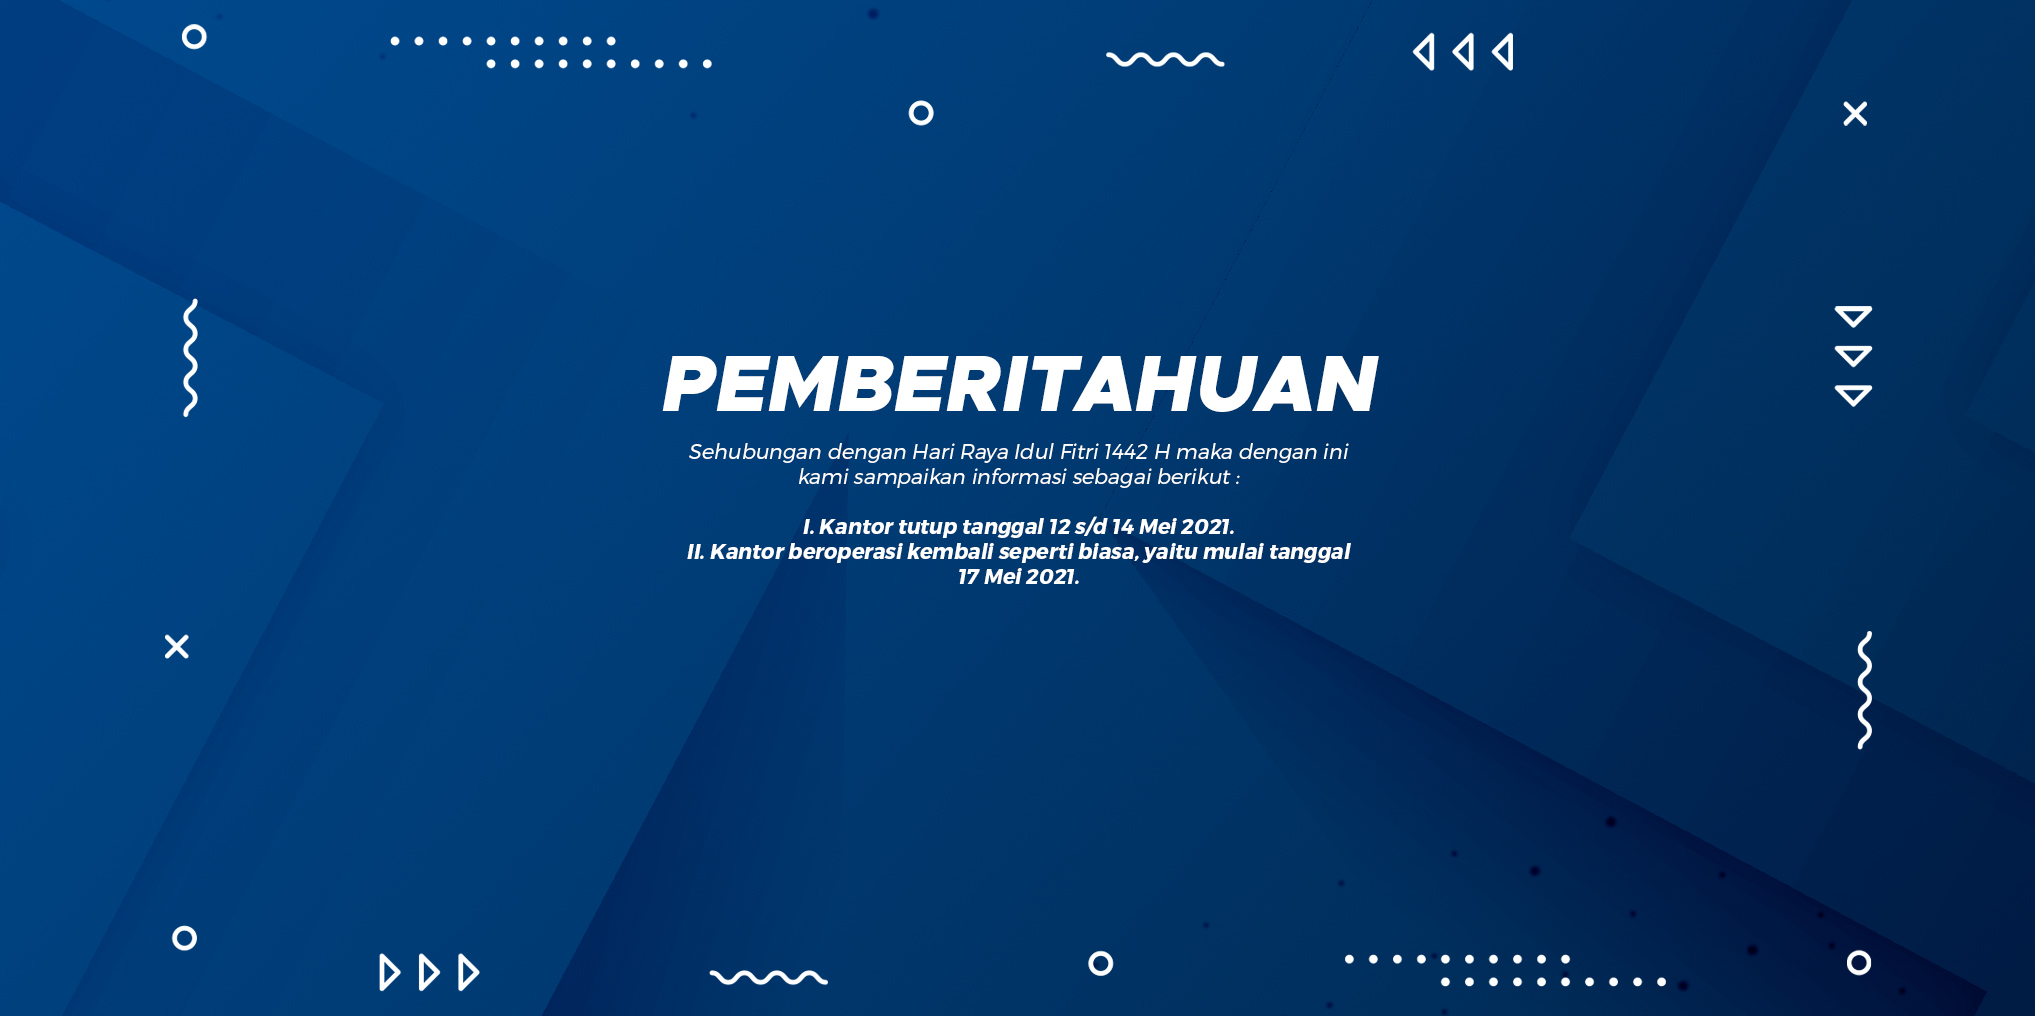 PEMBERITAHUAN
Sehubungan dengan Hari Raya Idul Fitri 1442 H maka dengan ini
kami sampaikan informasi sebagai berikut :
I. Kantor tutup tanggal 12 s/d 14 Mei 2021.
II. Kantor beroperasi kembali seperti biasa, yaitu mulai tanggal
17 Mei 2021.